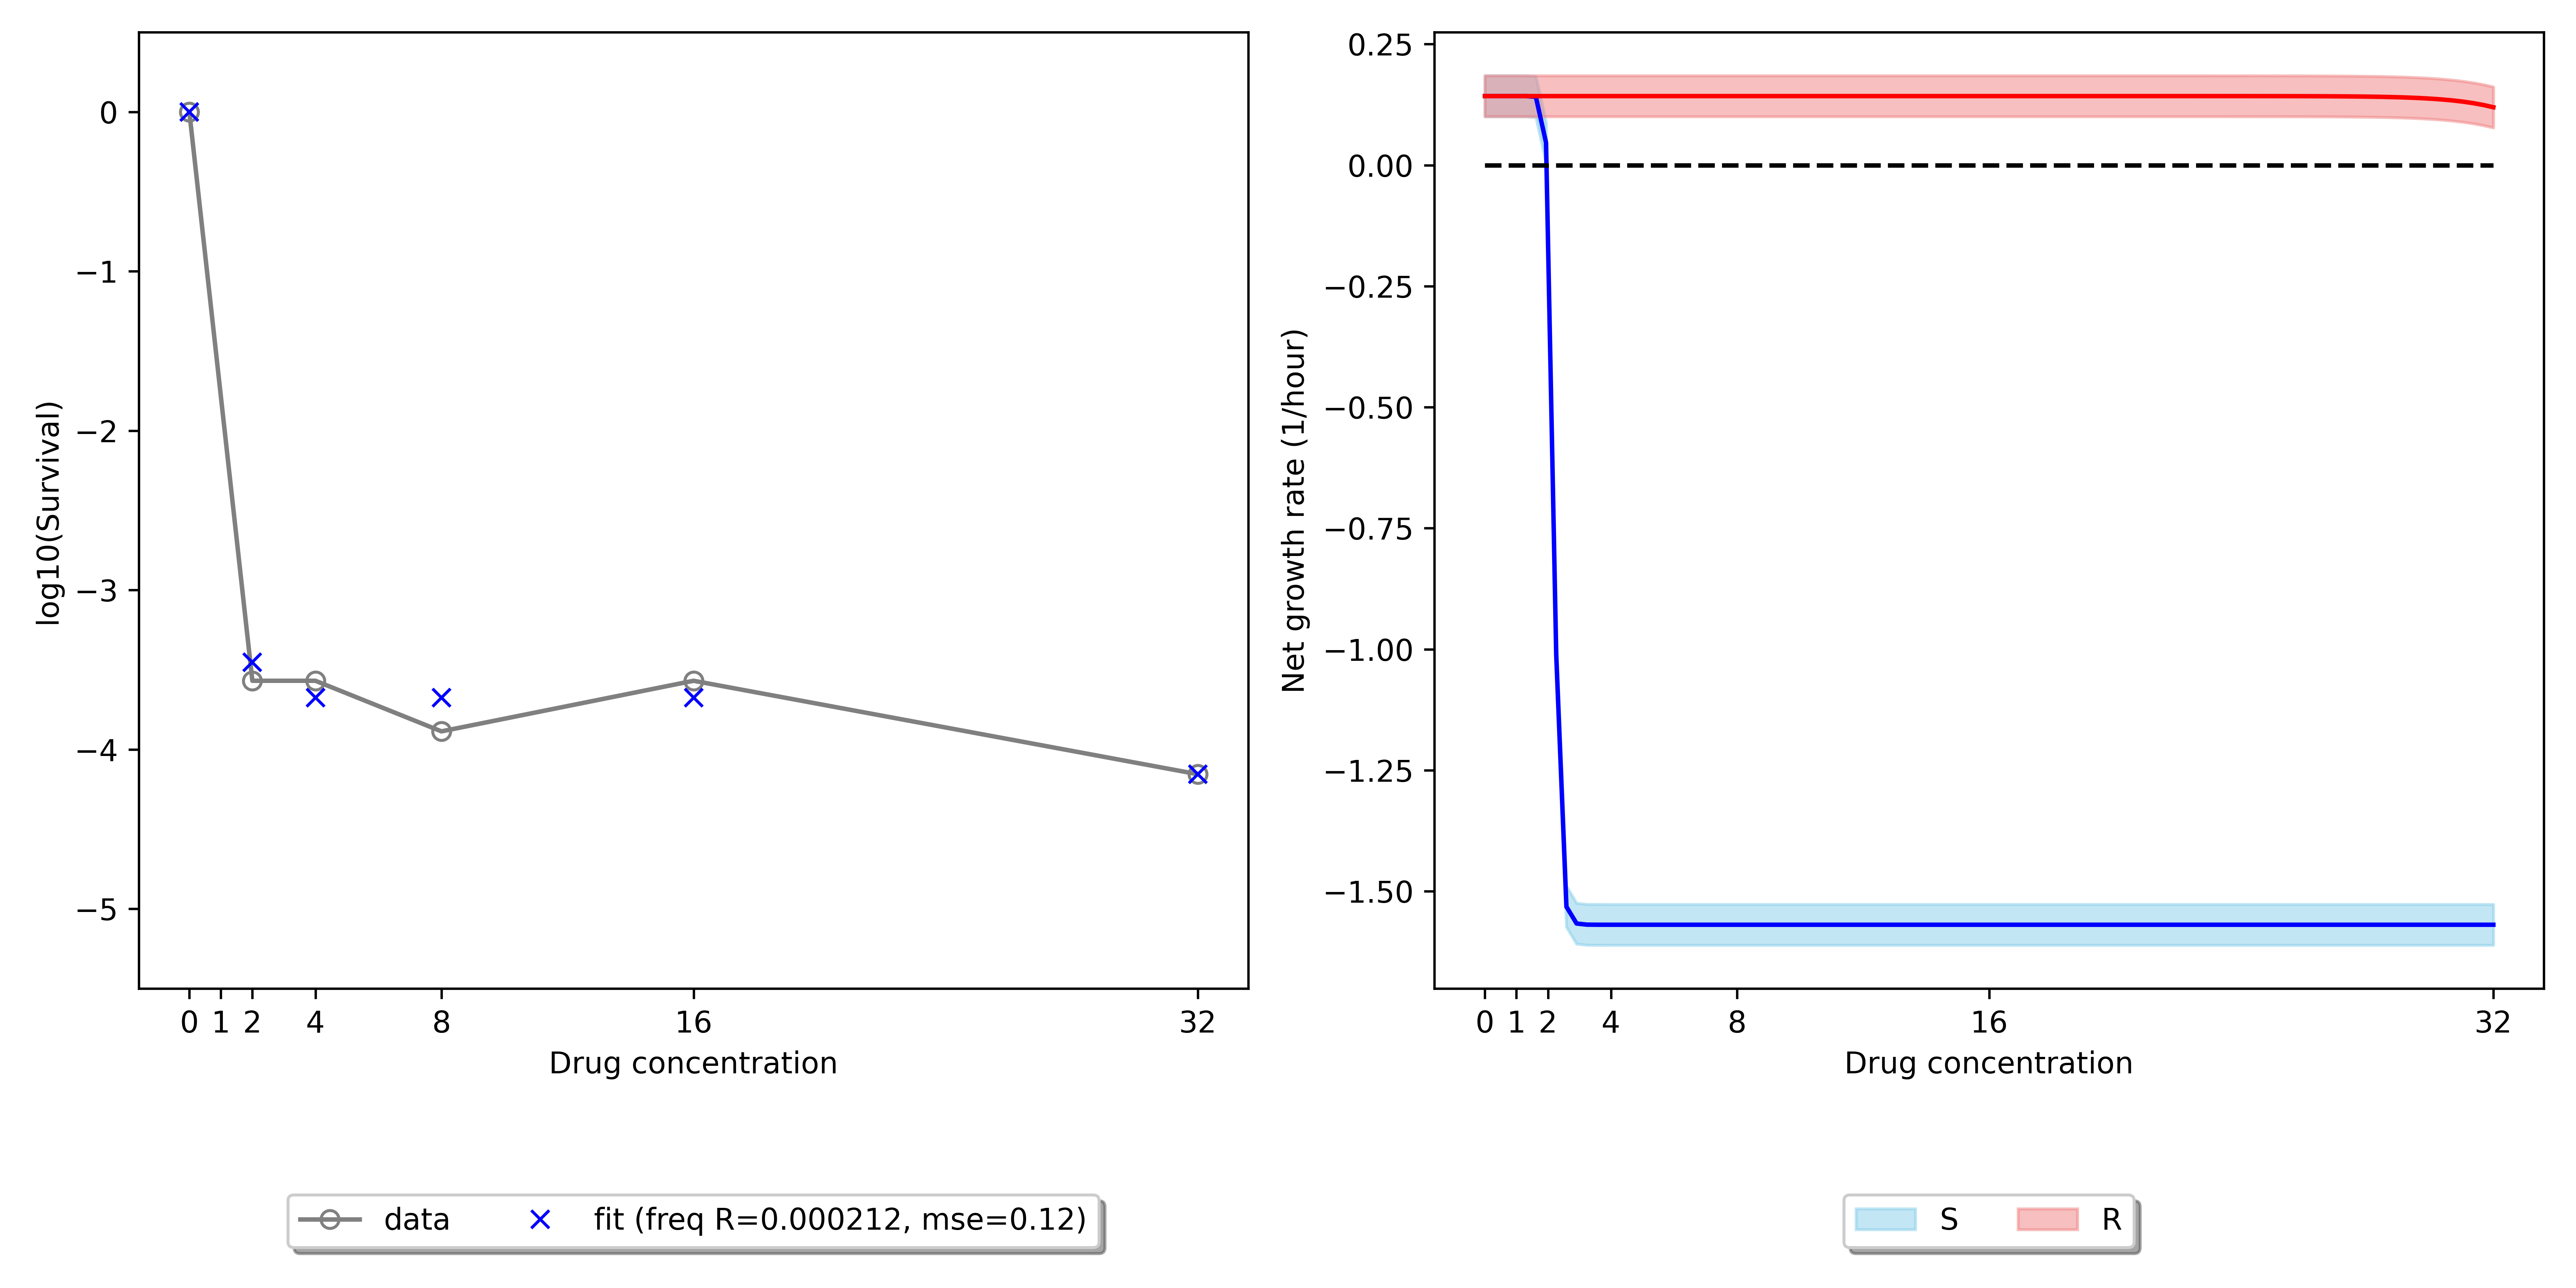 log10(Survival)
0
−1
−2
−3
−4
−5
0 1 2 4 8 16 32
Drug concentration
data fit (freq R=0.000212, mse=0.12)
Net growth rate (1/hour)
0.25
0.00
−0.25
−0.50
−0.75
−1.00
−1.25
−1.50
0 1 2 4 8 16 32
Drug concentration
S R